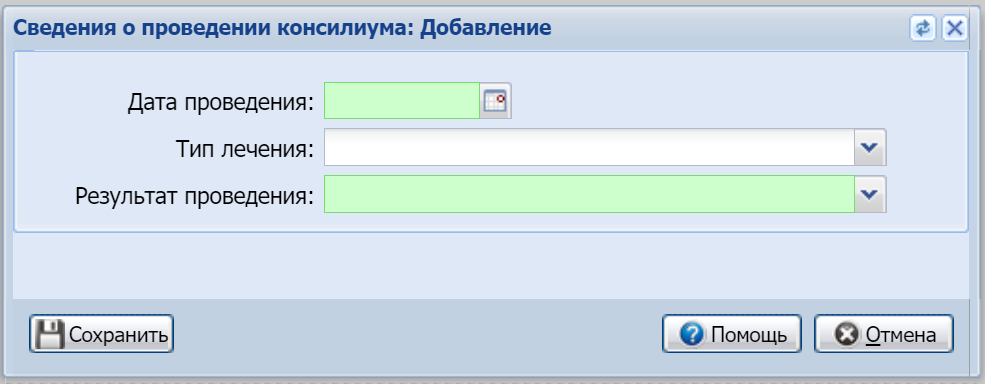 Сведения о проведении консилиума: Добавление
Дата проведения:
Тип лечения:
Результат проведения:
Сохранить
Помощь
Отмена